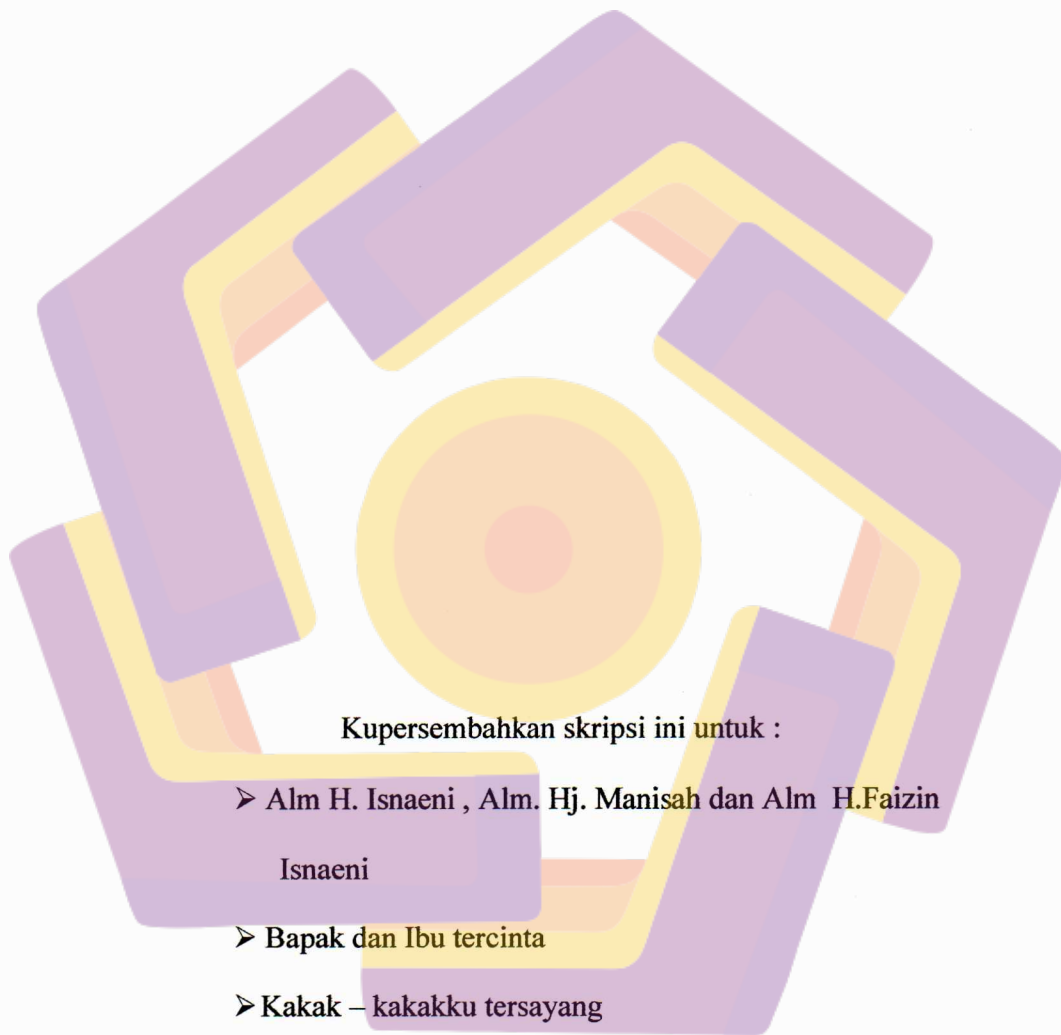 Kupersembahkan skripsi ini untuk :
➢ Alm H. Isnaeni , Alm. Hj. Manisah dan Alm H.Faizin
Isnaeni
➢ Bapak dan Ibu tercinta
➢ Kakak – kakakku tersayang